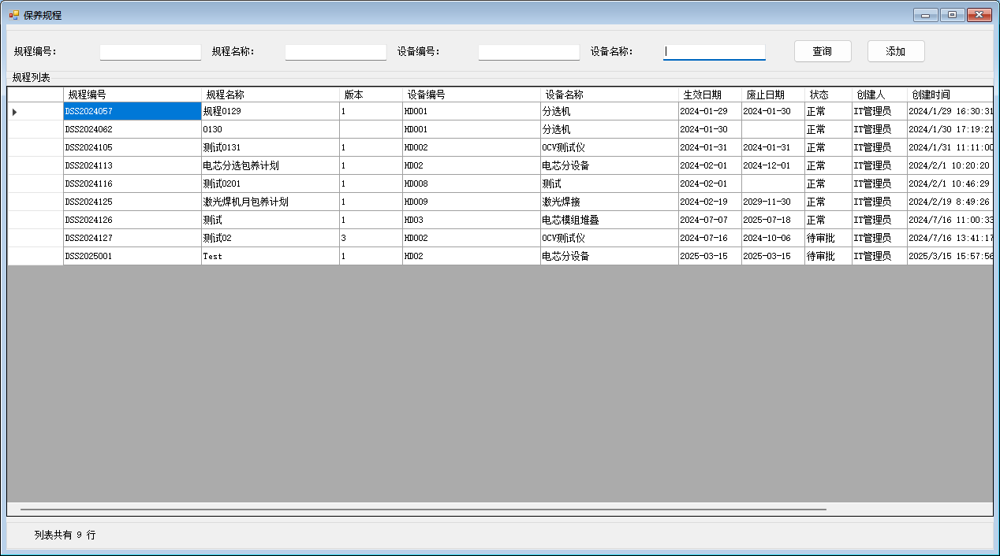 保养规程
规程编号： 规程名称： 设备编号： 设备名称： 查询 添加
规程列表
规程编号 规程名称 版本 设备编号 设备名称 生效日期 废止日期 状态 创建人 创建时间
DSS2024057 规程0129 1 HD001 分选机 2024-01-29 2024-01-30 正常 IT管理员 2024/1/29 16:30:31
DSS2024062 0130 HD001 分选机 2024-01-30 正常 IT管理员 2024/1/30 17:19:21
DSS2024105 测试0131 1 HD002 OCV测试仪 2024-01-31 2024-01-31 正常 IT管理员 2024/1/31 11:11:00
DSS2024113 电芯分选包养计划 1 HD02 电芯分设备 2024-02-01 2024-12-01 正常 IT管理员 2024/2/1 10:20:20
DSS2024116 测试0201 1 HD008 测试 2024-02-01 正常 IT管理员 2024/2/1 10:46:29
DSS2024125 激光焊机月包养计划 1 HD009 激光焊接 2024-02-19 2029-11-30 正常 IT管理员 2024/2/19 8:49:26
DSS2024126 测试 1 HD03 电芯模组堆叠 2024-07-07 2025-07-18 正常 IT管理员 2024/7/16 11:00:33
DSS2024127 测试02 3 HD002 OCV测试仪 2024-07-16 2024-10-06 待审批 IT管理员 2024/7/16 13:41:17
DSS2025001 Test 1 HD02 电芯分设备 2025-03-15 2025-03-15 待审批 IT管理员 2025/3/15 15:57:56
列表共有 9 行